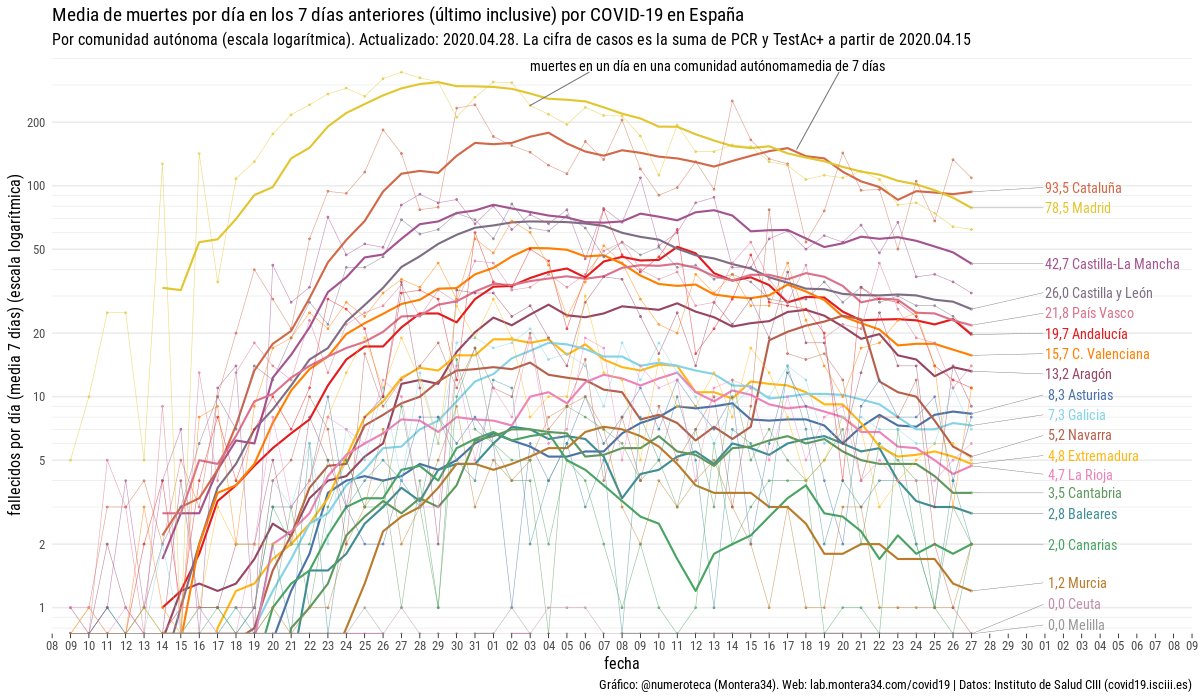 Media de muertes por día en los 7 días anteriores (último inclusive) por COVID-19 en España
Por comunidad autónoma (escala logarítmica). Actualizado: 2020.04.28. La cifra de casos es la suma de PCR y TestAc+ a partir de 2020.04.15
muertes en un día en una comunidad autónoma
media de 7 días
fallecidos por día (media 7 días) (escala logarítmica)
200
100
50
20
10
5
2
1
93,5 Cataluña
78,5 Madrid
42,7 Castilla-La Mancha
26,0 Castilla y León
21,8 País Vasco
19,7 Andalucía
15,7 C. Valenciana
13,2 Aragón
8,3 Asturias
7,3 Galicia
5,2 Navarra
4,8 Extremadura
4,7 La Rioja
3,5 Cantabria
2,8 Baleares
2,0 Canarias
1,2 Murcia
0,0 Ceuta
0,0 Melilla
08 09 10 11 12 13 14 15 16 17 18 19 20 21 22 23 24 25 26 27 28 29 30 31 01 02 03 04 05 06 07 08 09 10 11 12 13 14 15 16 17 18 19 20 21 22 23 24 25 26 27 28 29 30 01 02 03 04 05 06 07 08 09
fecha
Gráfico: @numeroteca (Montera34). Web: lab.montera34.com/covid19 | Datos: Instituto de Salud CIII (covid19.isciii.es)